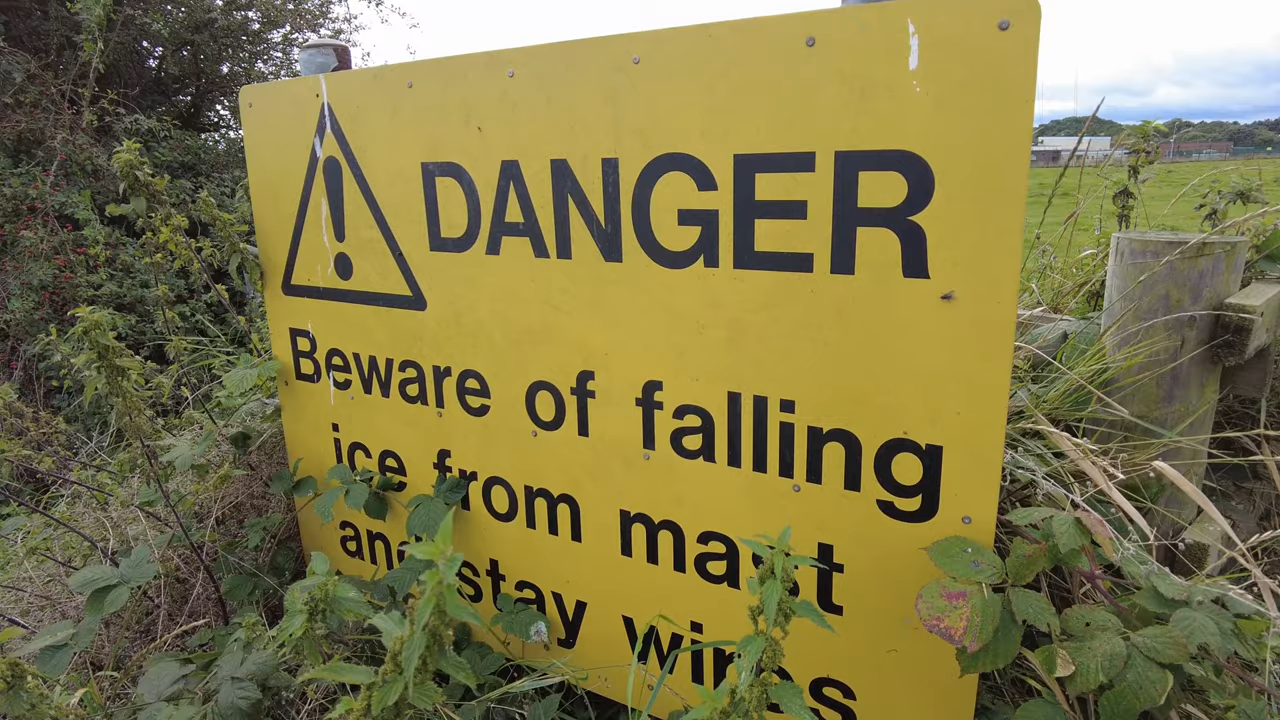 DANGER
Beware of falling
ice from mast
and stay wires